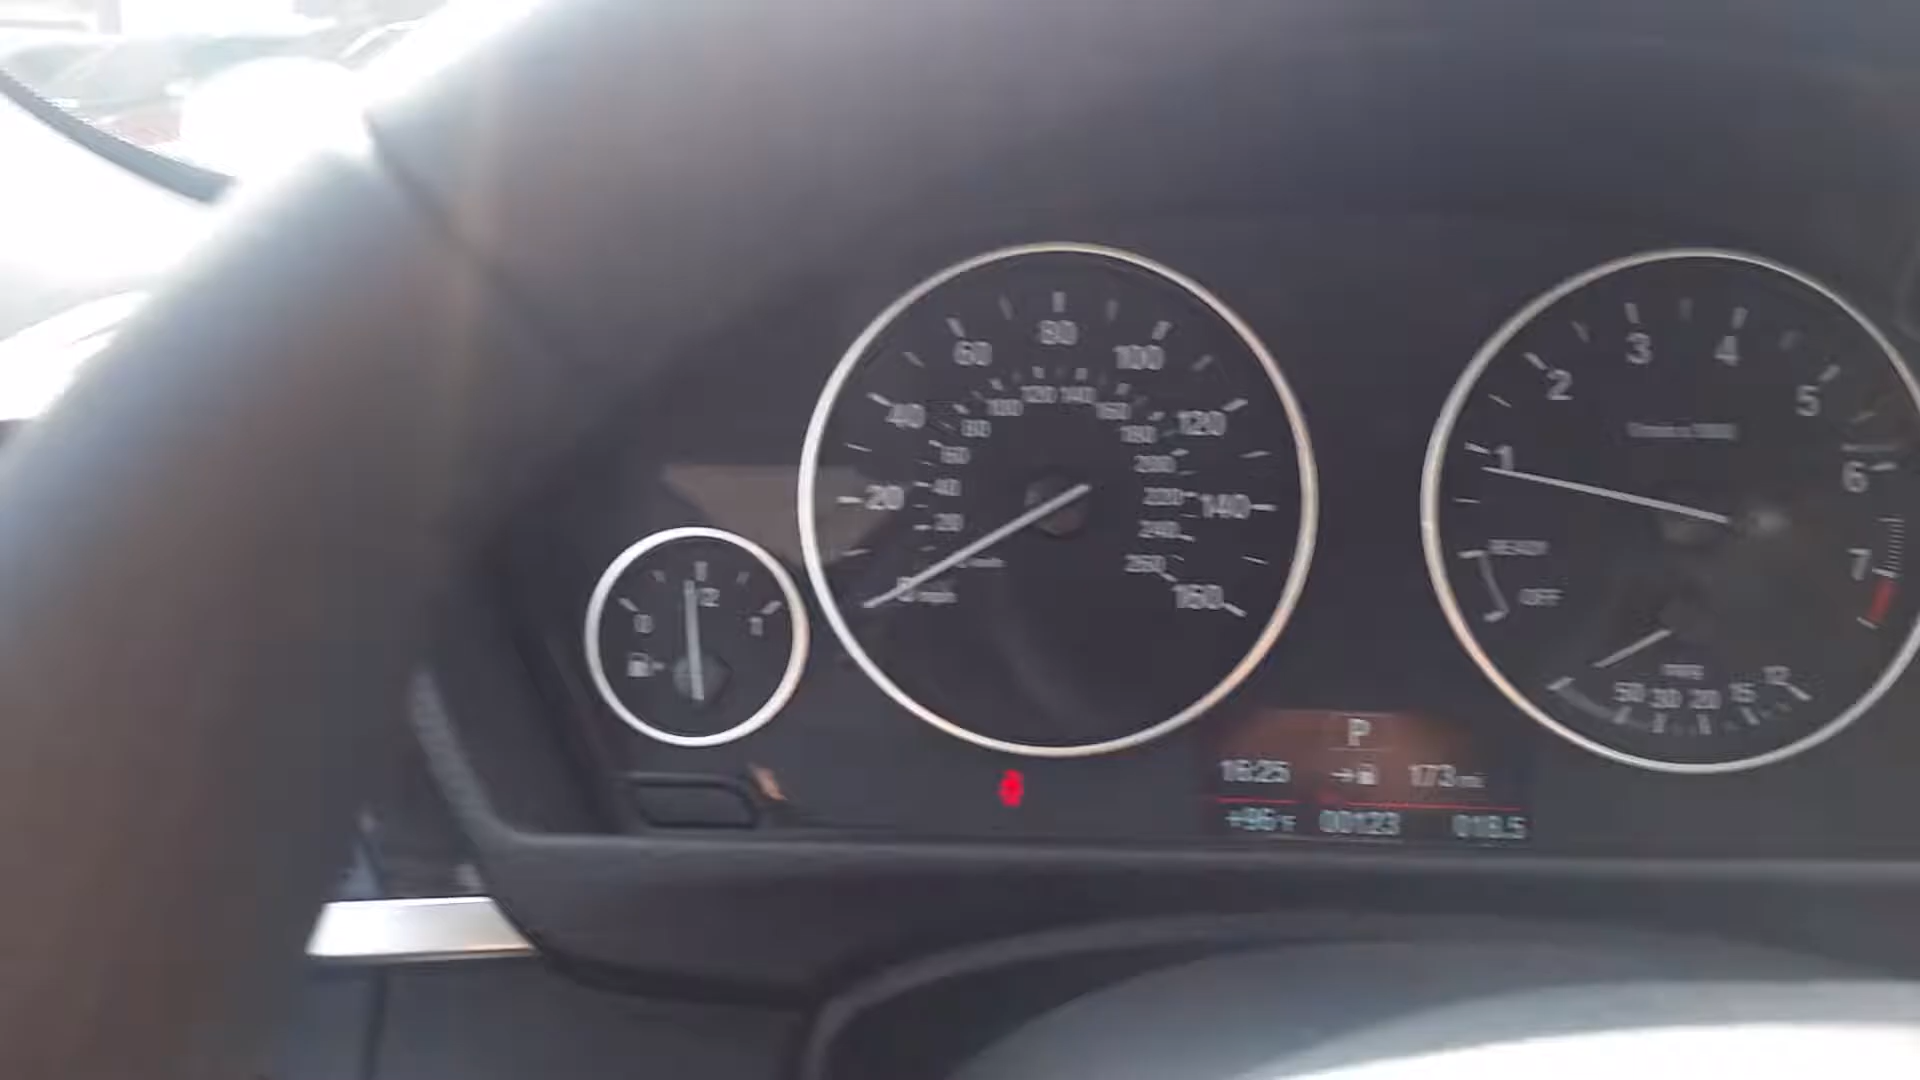 0 1/2 1
0 mph 20 40 60 80 100 120 140 160
20 40 60 80 100 120 140 160 180 200 220 240 260
1 2 3 4 5 6 7
READY
OFF
50 30 20 15 12
P
16:25 173 mi
+96°F 00123 018.5